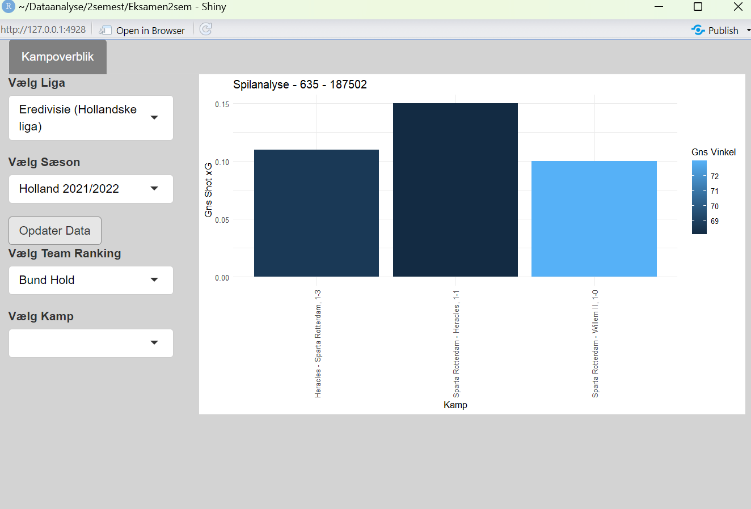 ~/Dataanalyse/2semest/Eksamen2sem - Shiny
http://127.0.0.1:4928
Open in Browser
Publish
Kampoverblik
Vælg Liga
Eredivisie (Hollandske
liga)
Vælg Sæson
Holland 2021/2022
Opdater Data
Vælg Team Ranking
Bund Hold
Vælg Kamp
Spilanalyse - 635 - 187502
Gns Shot xG
0.15
0.10
0.05
0.00
Heracles - Sparta Rotterdam, 1-3
Sparta Rotterdam - Heracles, 1-1
Sparta Rotterdam - Willem II, 1-0
Kamp
Gns Vinkel
72
71
70
69